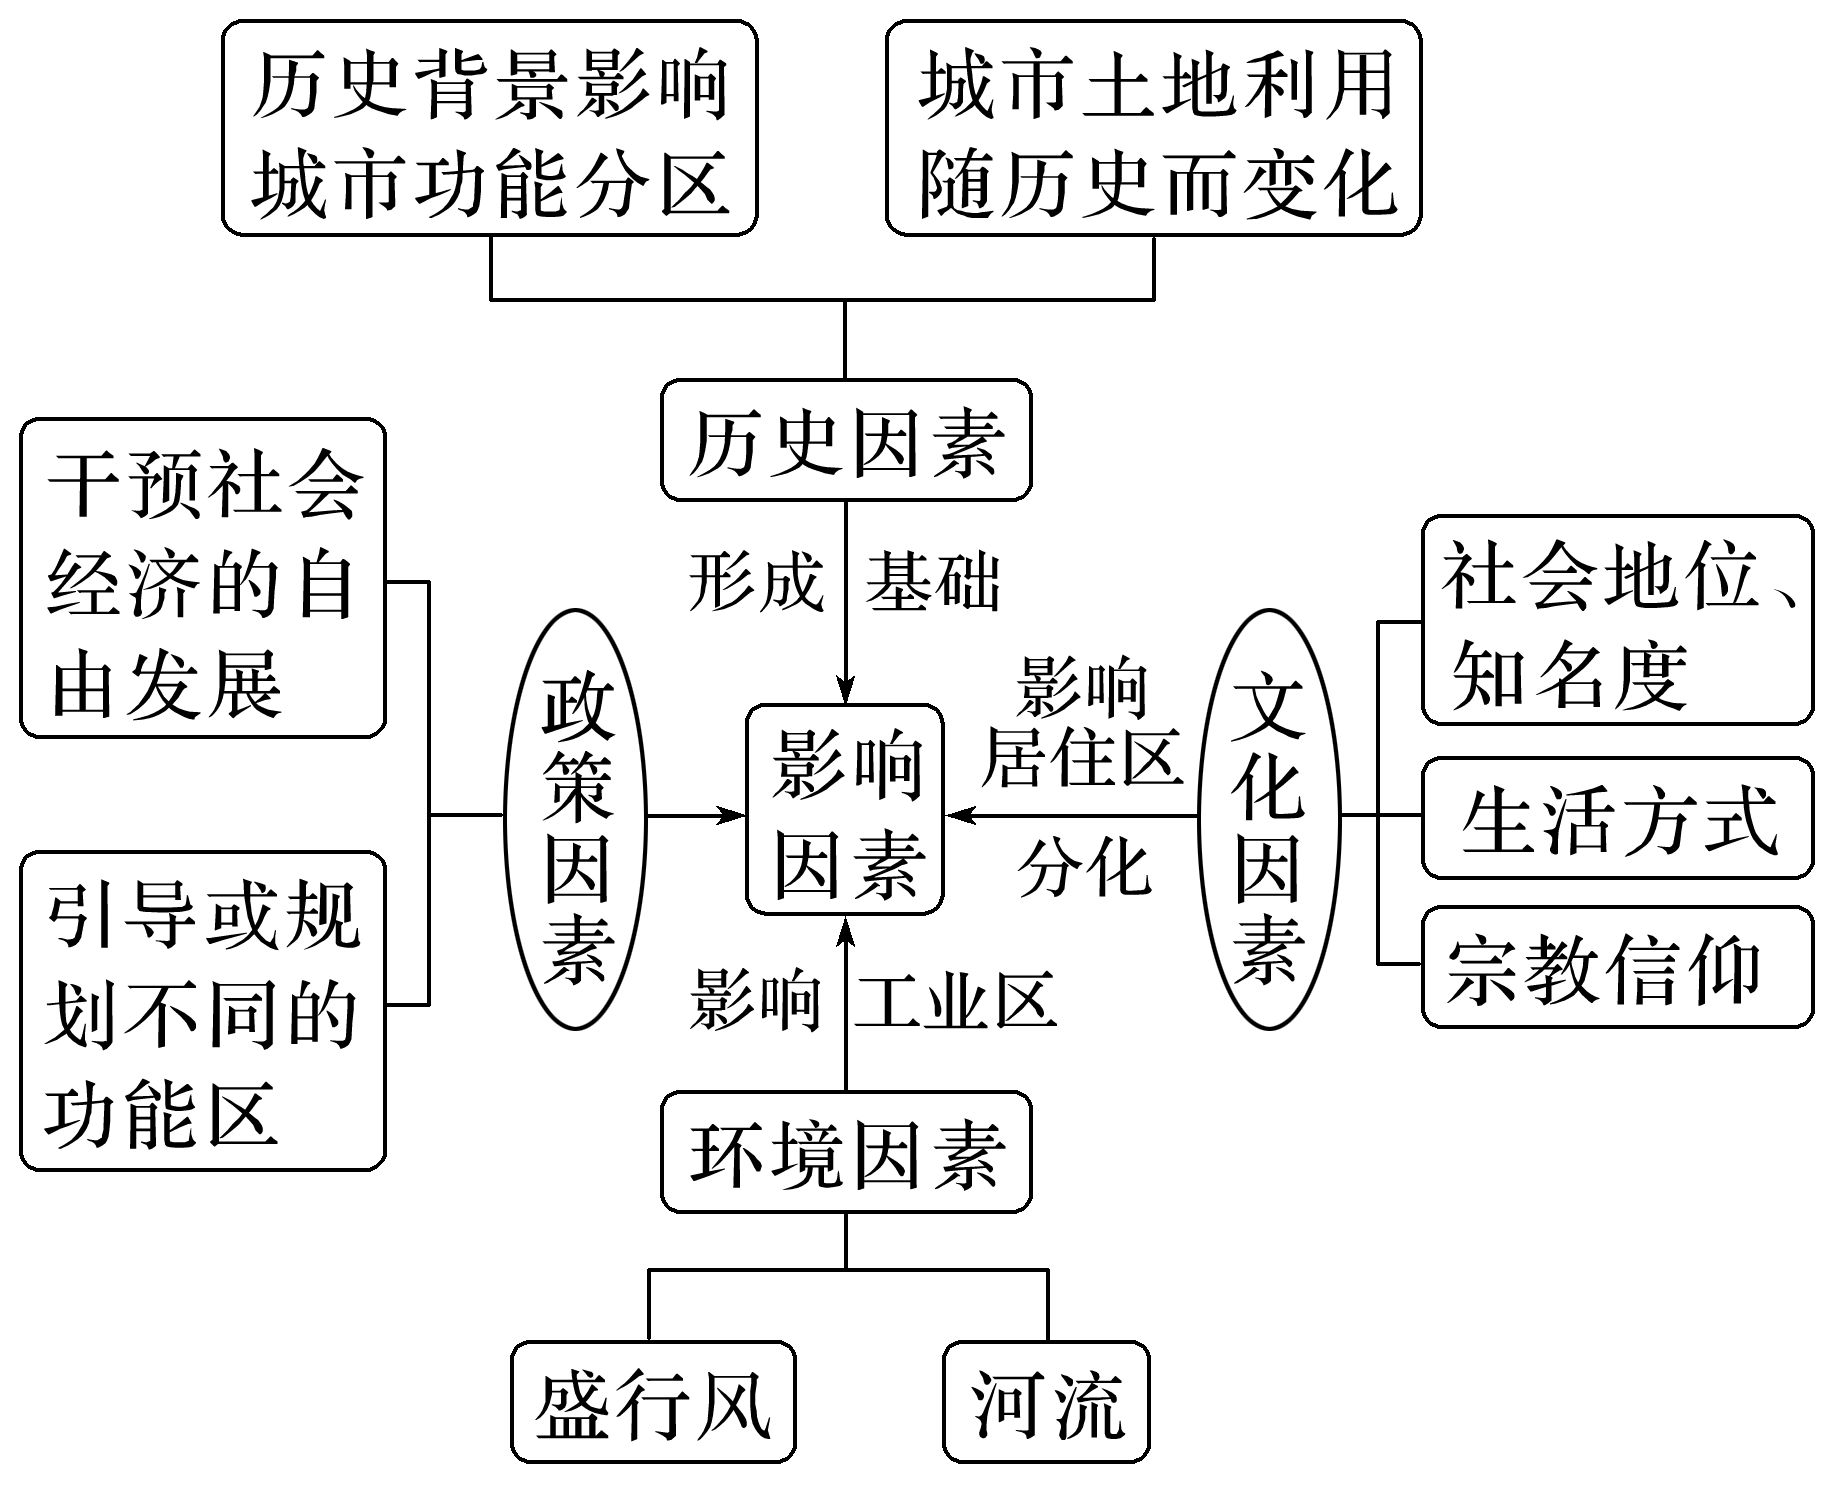 历史背景影响
城市功能分区
城市土地利用
随历史而变化
历史因素
形成 基础
干预社会
经济的自
由发展
引导或规
划不同的
功能区
政策因素
影响
因素
影响
居住区
分化
文化因素
社会地位、
知名度
生活方式
宗教信仰
影响 工业区
环境因素
盛行风
河流